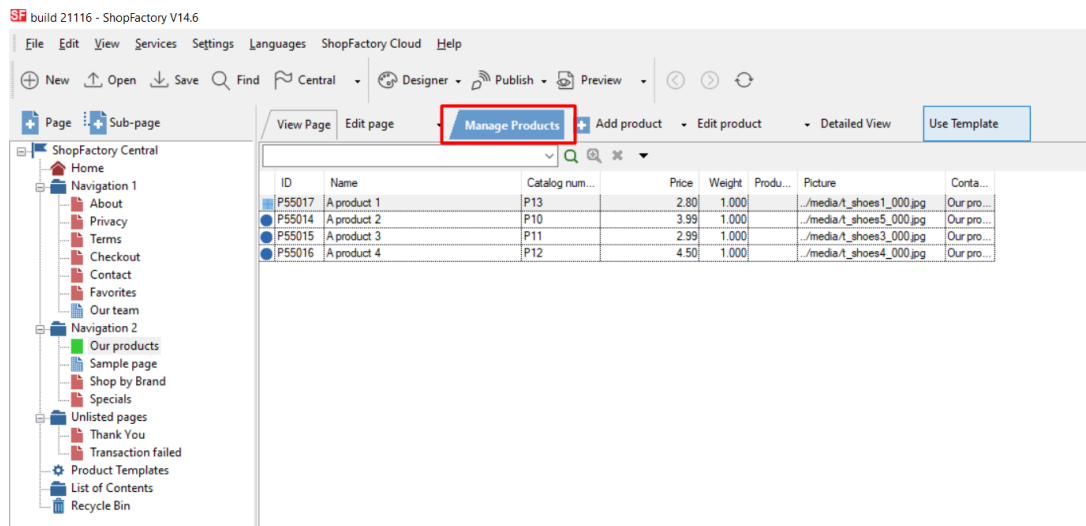 SF build 21116 - ShopFactory V14.6
File Edit View Services Settings Languages ShopFactory Cloud Help
New Open Save Find Central Designer Publish Preview
Page Sub-page View Page Edit page Manage Products Add product Edit product Detailed View Use Template
ShopFactory Central
Home
Navigation 1
About
Privacy
Terms
Checkout
Contact
Favorites
Our team
Navigation 2
Our products
Sample page
Shop by Brand
Specials
Unlisted pages
Thank You
Transaction failed
Product Templates
List of Contents
Recycle Bin
ID Name Catalog num... Price Weight Produ... Picture Conta...
P55017 A product 1 P13 2.80 1.000 ../media/t_shoes1_000.jpg Our pro...
P55014 A product 2 P10 3.99 1.000 ../media/t_shoes5_000.jpg Our pro...
P55015 A product 3 P11 2.99 1.000 ../media/t_shoes3_000.jpg Our pro...
P55016 A product 4 P12 4.50 1.000 ../media/t_shoes4_000.jpg Our pro...